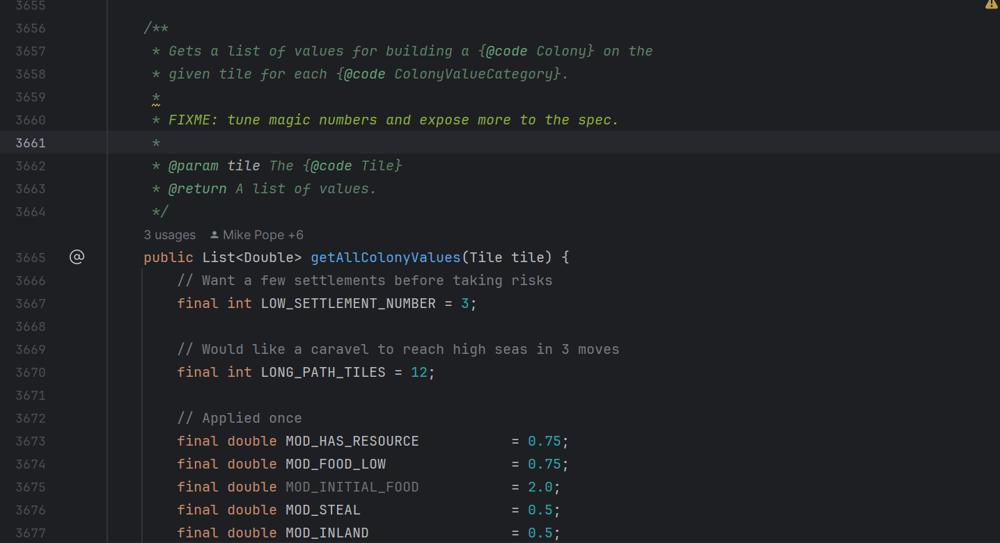 3655
3656 /**
3657 * Gets a list of values for building a {@code Colony} on the
3658 * given tile for each {@code ColonyValueCategory}.
3659 *
3660 * FIXME: tune magic numbers and expose more to the spec.
3661 *
3662 * @param tile The {@code Tile}
3663 * @return A list of values.
3664 */
3 usages Mike Pope +6
3665 @ public List<Double> getAllColonyValues(Tile tile) {
3666 // Want a few settlements before taking risks
3667 final int LOW_SETTLEMENT_NUMBER = 3;
3668
3669 // Would like a caravel to reach high seas in 3 moves
3670 final int LONG_PATH_TILES = 12;
3671
3672 // Applied once
3673 final double MOD_HAS_RESOURCE = 0.75;
3674 final double MOD_FOOD_LOW = 0.75;
3675 final double MOD_INITIAL_FOOD = 2.0;
3676 final double MOD_STEAL = 0.5;
3677 final double MOD_INLAND = 0.5;